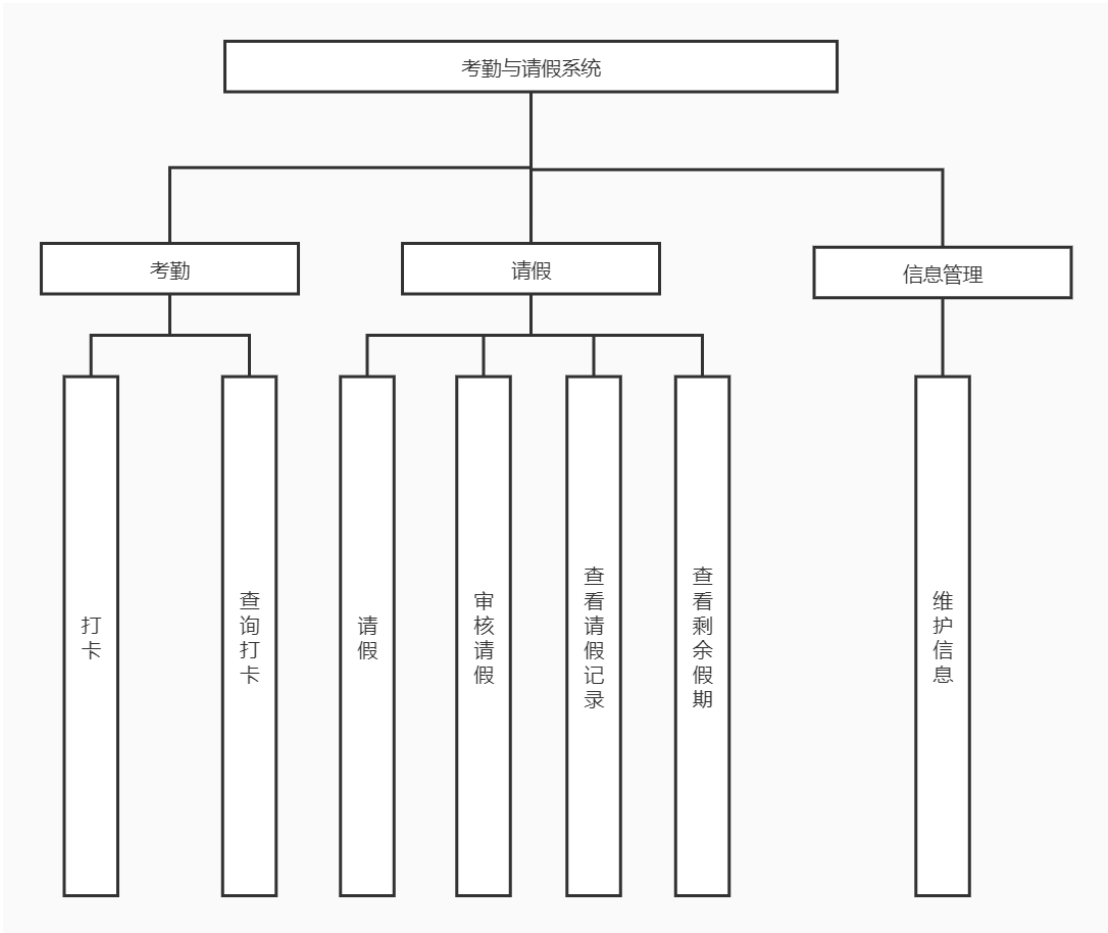 考勤与请假系统
考勤
请假
信息管理
打卡
查询打卡
请假
审核请假
查看请假记录
查看剩余假期
维护信息